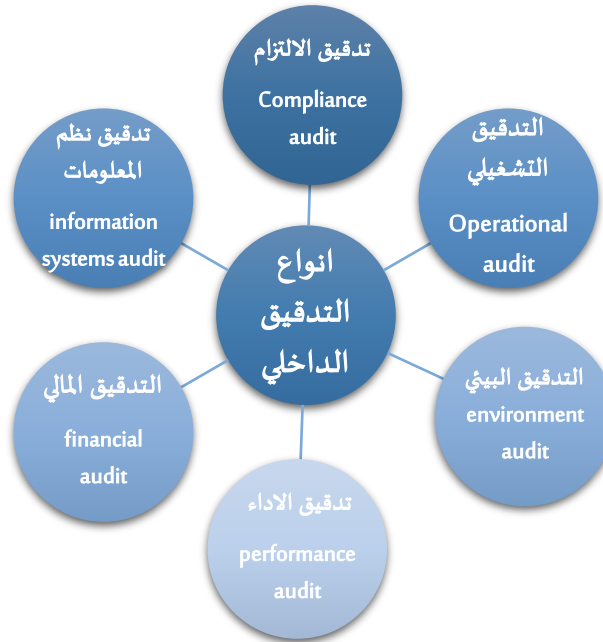 تدقيق الالتزام
Compliance
audit
التدقيق
التشغيلي
Operational
audit
التدقيق البيئي
environment
audit
تدقيق الاداء
performance
audit
التدقيق المالي
financial
audit
تدقيق نظم
المعلومات
information
systems audit
انواع
التدقيق
الداخلي